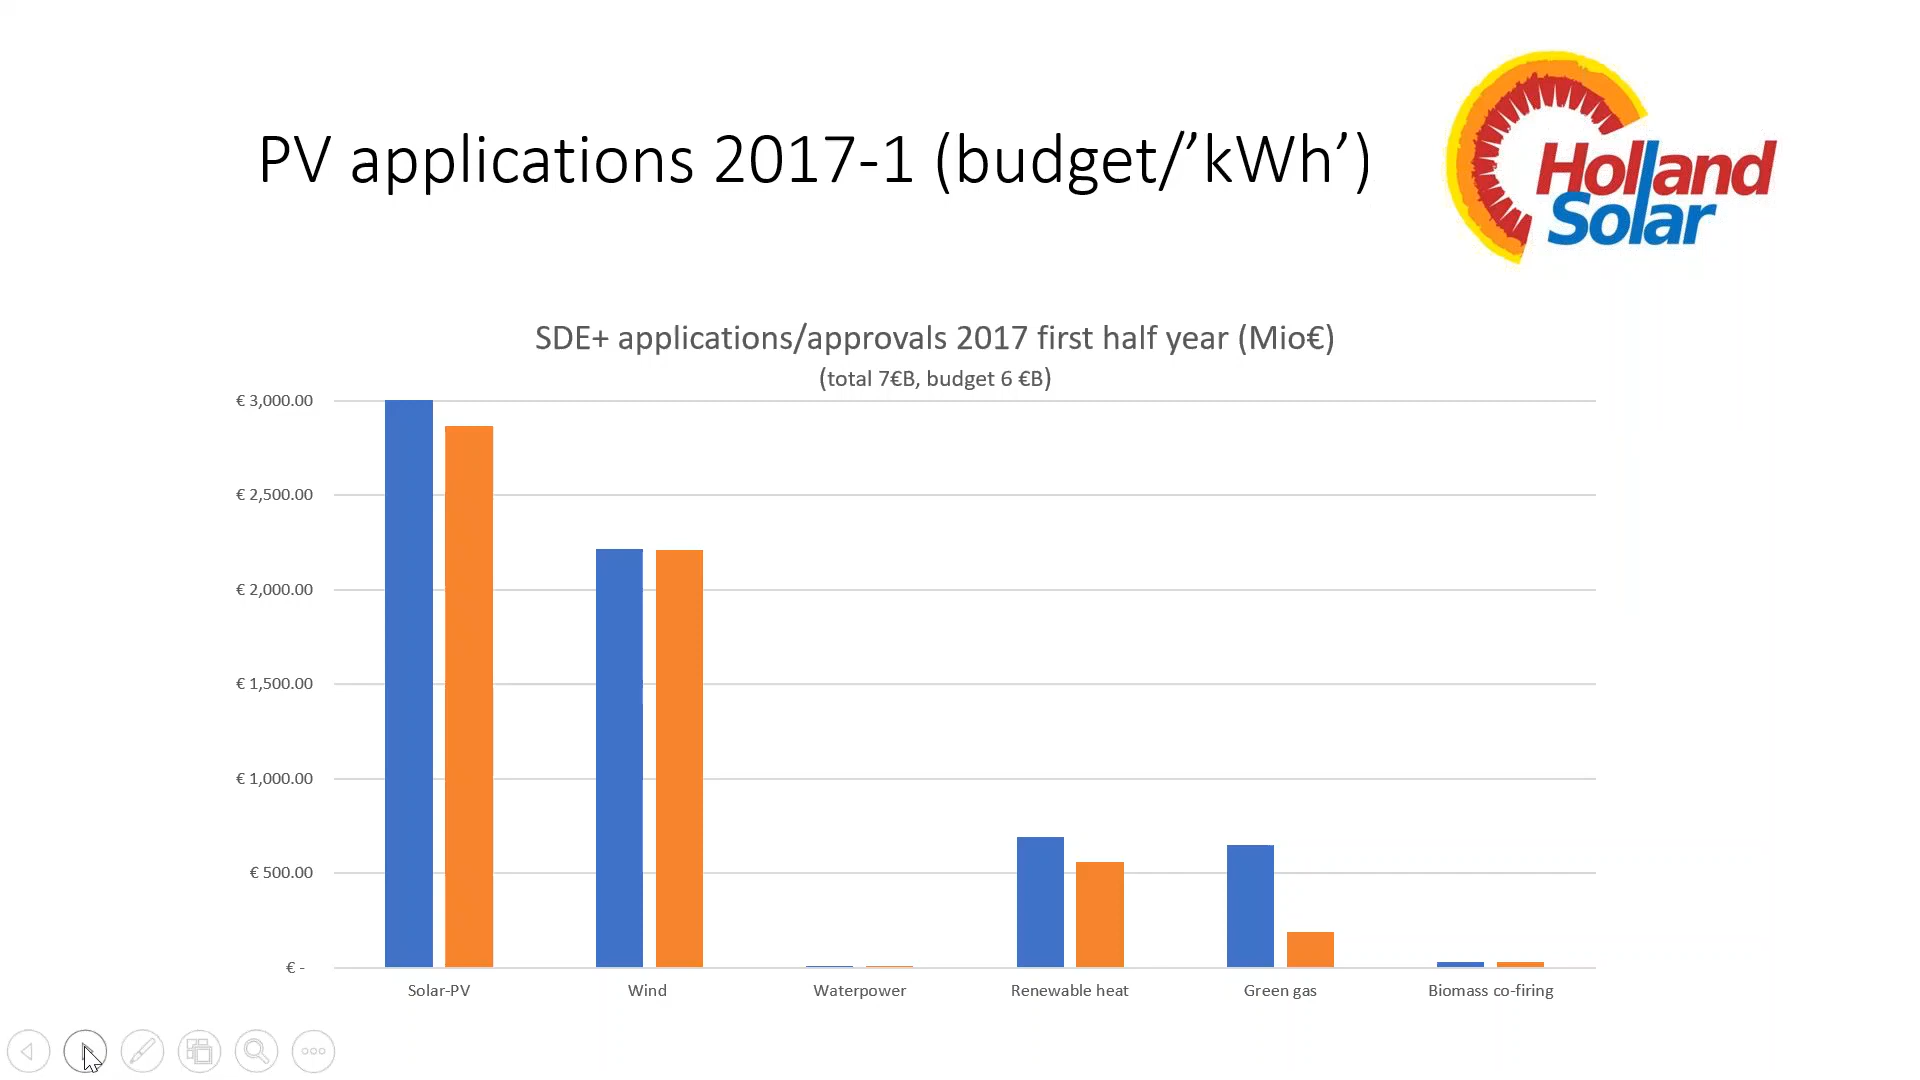 PV applications 2017-1 (budget/’kWh’)
Holland
Solar
SDE+ applications/approvals 2017 first half year (Mio€)
(total 7€B, budget 6 €B)
€ 3,000.00
€ 2,500.00
€ 2,000.00
€ 1,500.00
€ 1,000.00
€ 500.00
€ -
Solar-PV Wind Waterpower Renewable heat Green gas Biomass co-firing